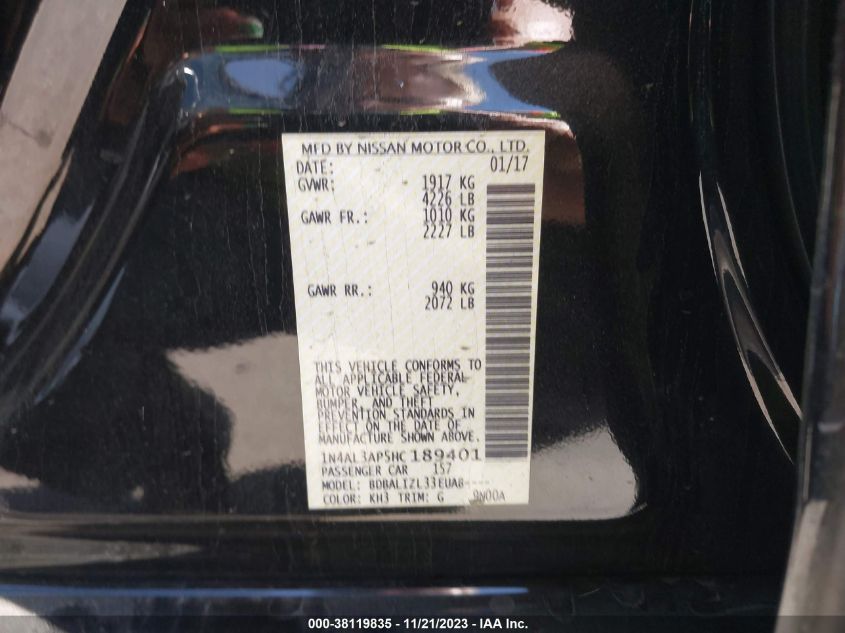 MFD BY NISSAN MOTOR CO., LTD.
DATE: 01/17
GVWR: 1917 KG
4226 LB
GAWR FR.: 1010 KG
2227 LB
GAWR RR.: 940 KG
2072 LB
THIS VEHICLE CONFORMS TO
ALL APPLICABLE FEDERAL
MOTOR VEHICLE SAFETY,
BUMPER, AND THEFT
PREVENTION STANDARDS IN
EFFECT ON THE DATE OF
MANUFACTURE SHOWN ABOVE.
1N4AL3AP5HC189401
PASSENGER CAR 157
MODEL: BDBALIZL33EUA8----
COLOR: KH3 TRIM: G 9N00A
000-38119835 - 11/21/2023 - IAA Inc.